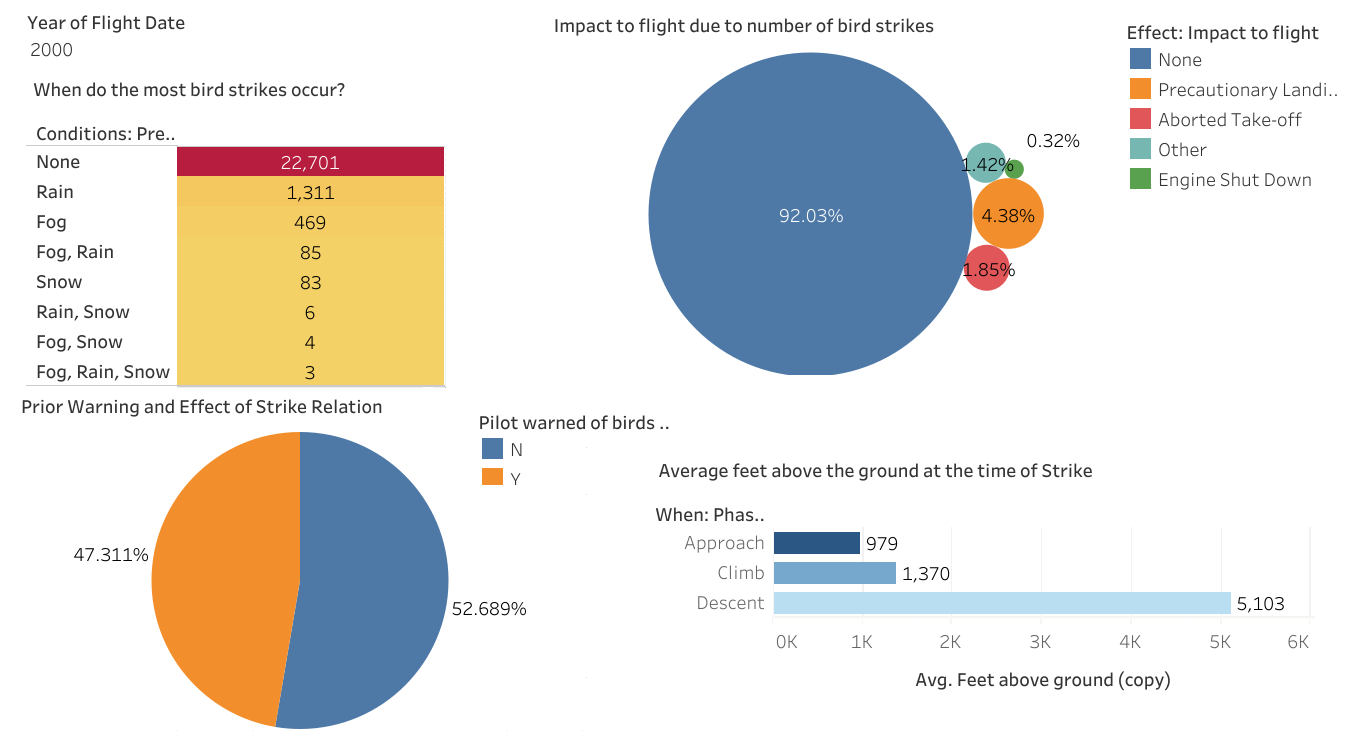 Year of Flight Date
2000
When do the most bird strikes occur?
Conditions: Pre..
None 22,701
Rain 1,311
Fog 469
Fog, Rain 85
Snow 83
Rain, Snow 6
Fog, Snow 4
Fog, Rain, Snow 3
Impact to flight due to number of bird strikes
92.03%
1.42%
0.32%
4.38%
1.85%
Effect: Impact to flight
None
Precautionary Landi..
Aborted Take-off
Other
Engine Shut Down
Prior Warning and Effect of Strike Relation
47.311%
52.689%
Pilot warned of birds ..
N
Y
Average feet above the ground at the time of Strike
When: Phas..
Approach 979
Climb 1,370
Descent 5,103
0K 1K 2K 3K 4K 5K 6K
Avg. Feet above ground (copy)